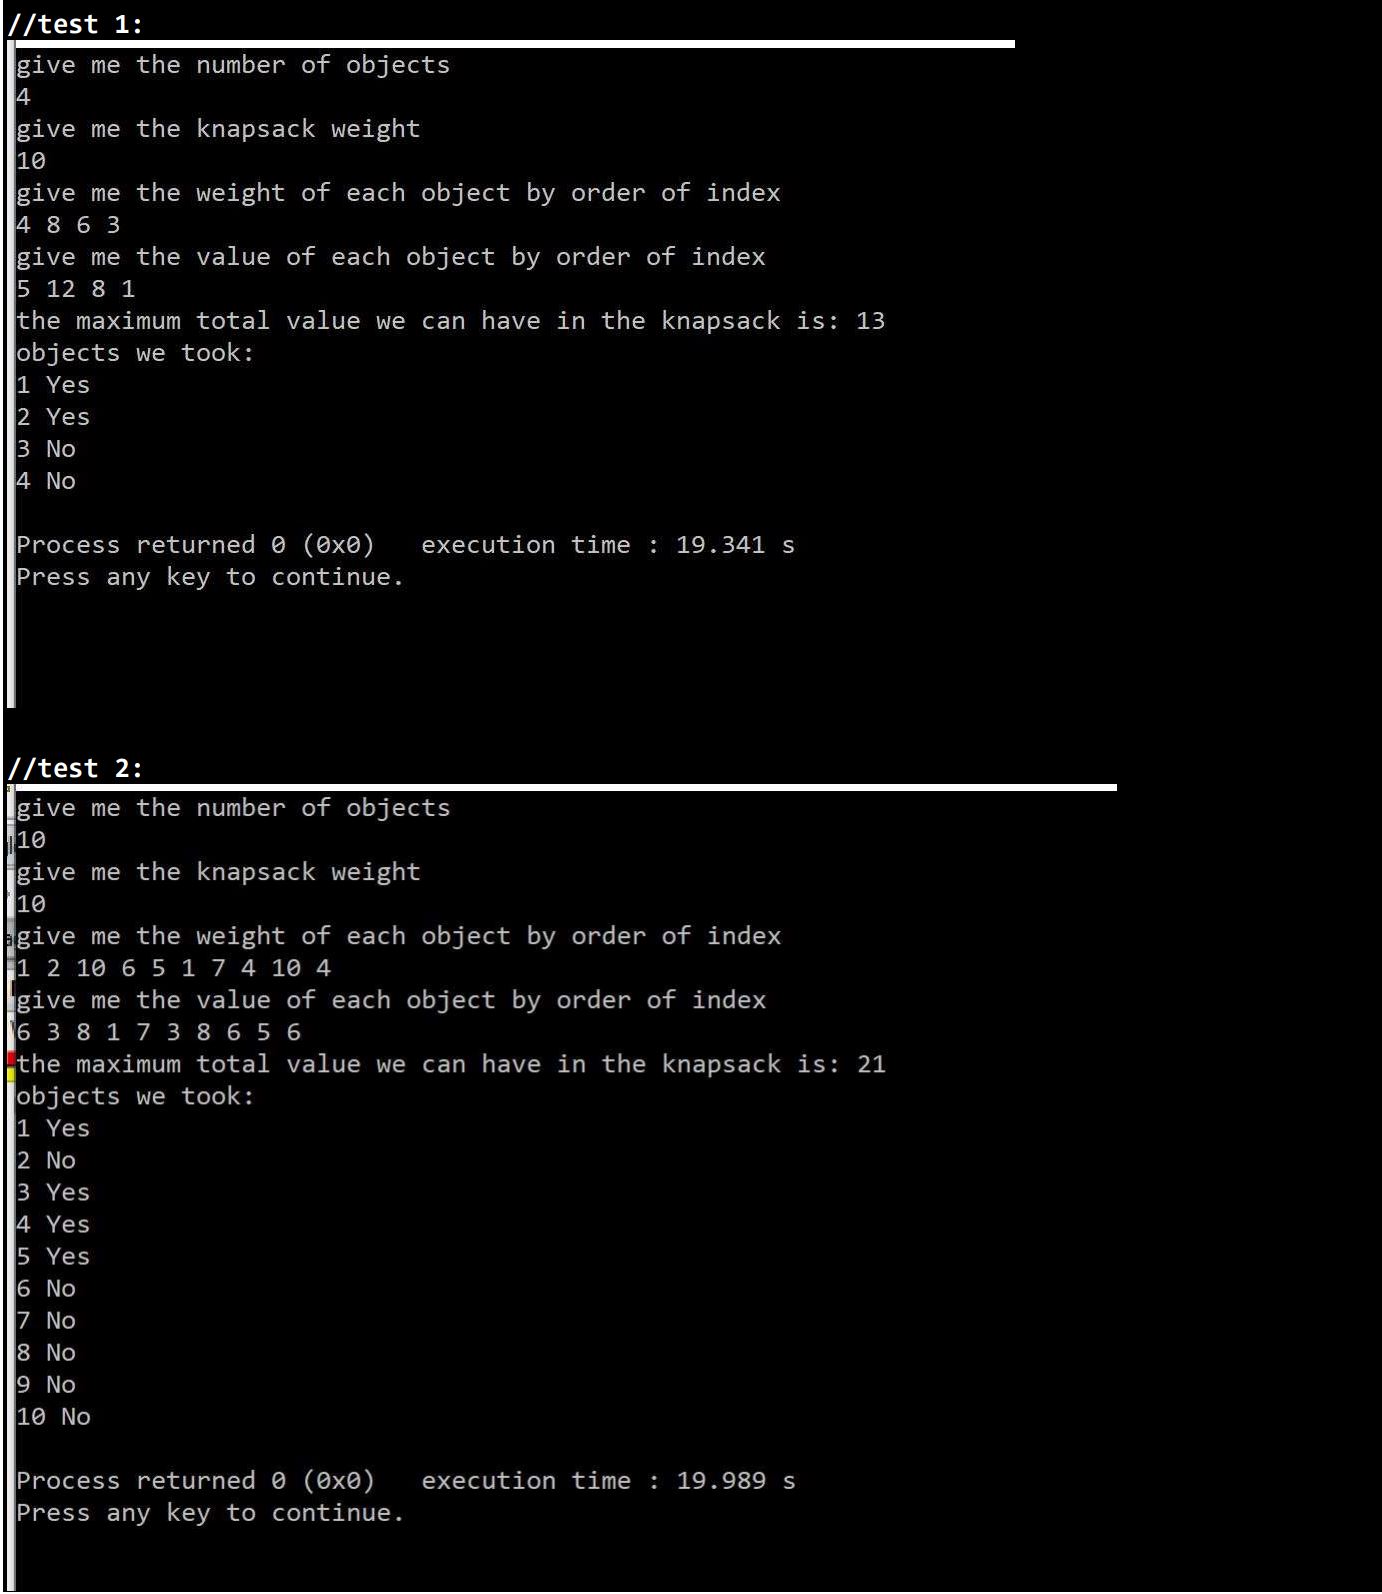 //test 1:
give me the number of objects
4
give me the knapsack weight
10
give me the weight of each object by order of index
4 8 6 3
give me the value of each object by order of index
5 12 8 1
the maximum total value we can have in the knapsack is: 13
objects we took:
1 Yes
2 Yes
3 No
4 No
Process returned 0 (0x0)   execution time : 19.341 s
Press any key to continue.
//test 2:
give me the number of objects
10
give me the knapsack weight
10
give me the weight of each object by order of index
1 2 10 6 5 1 7 4 10 4
give me the value of each object by order of index
6 3 8 1 7 3 8 6 5 6
the maximum total value we can have in the knapsack is: 21
objects we took:
1 Yes
2 No
3 Yes
4 Yes
5 Yes
6 No
7 No
8 No
9 No
10 No
Process returned 0 (0x0)   execution time : 19.989 s
Press any key to continue.